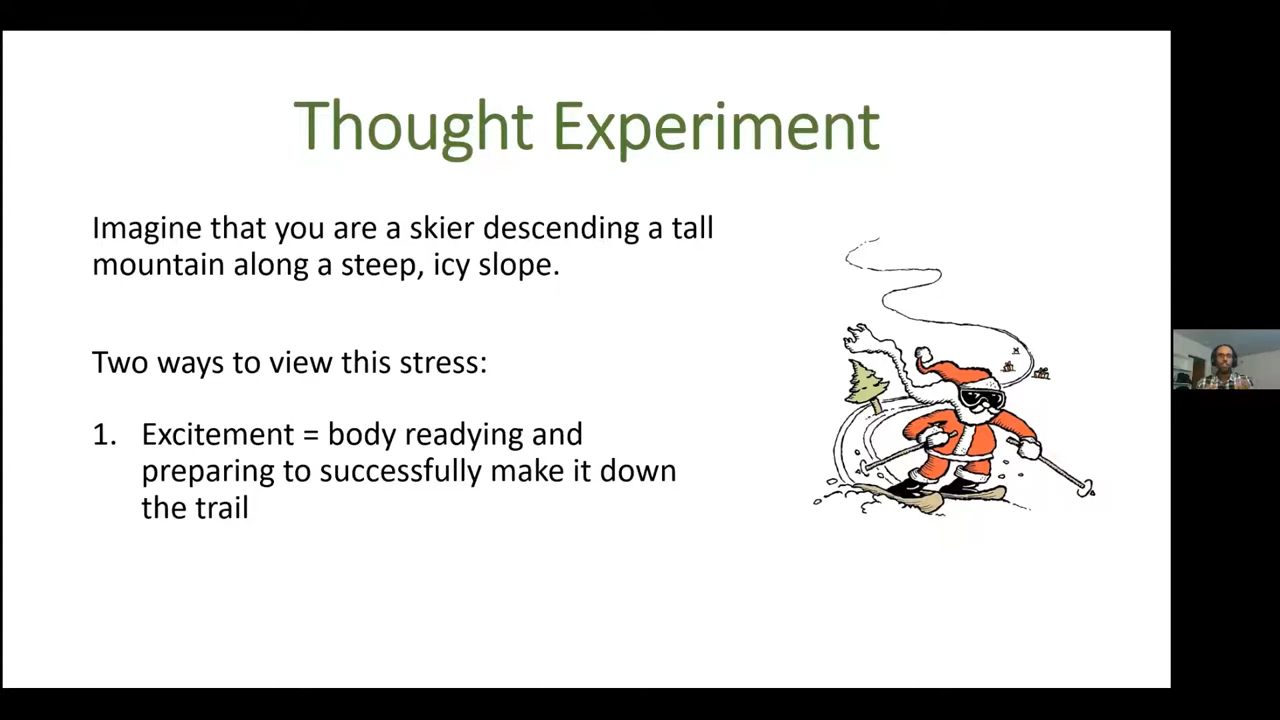 Thought Experiment
Imagine that you are a skier descending a tall
mountain along a steep, icy slope.
Two ways to view this stress:
1. Excitement = body readying and
preparing to successfully make it down
the trail